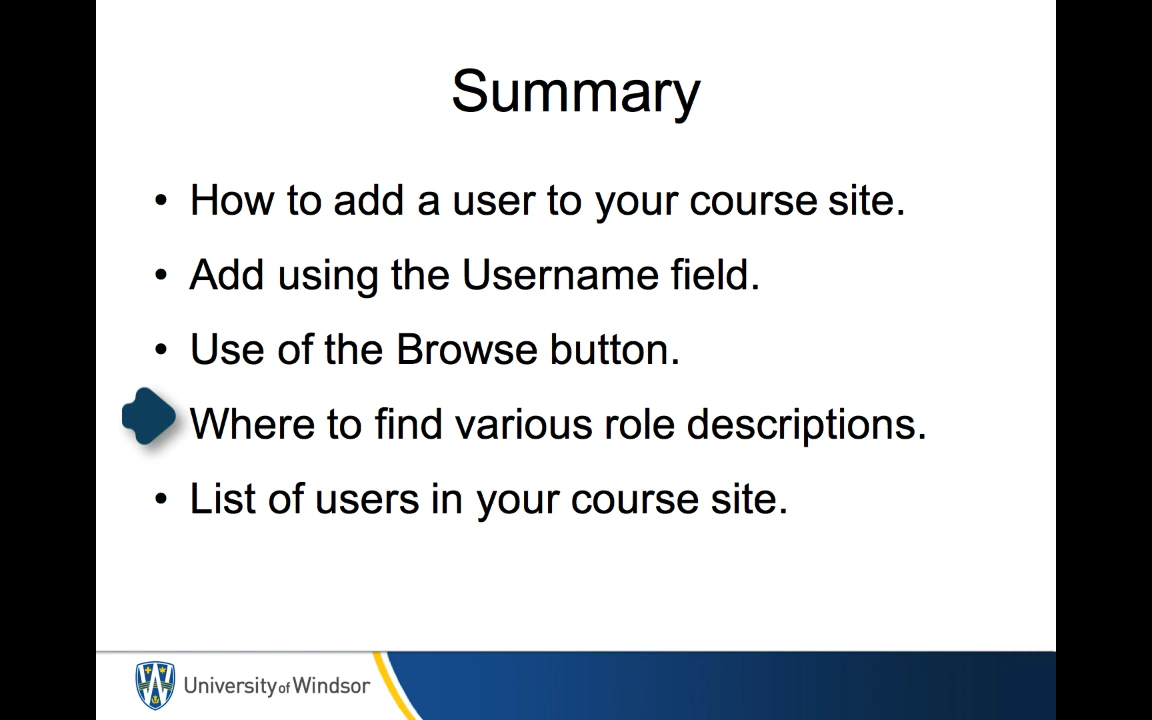 Summary
• How to add a user to your course site.
• Add using the Username field.
• Use of the Browse button.
Where to find various role descriptions.
• List of users in your course site.
University of Windsor